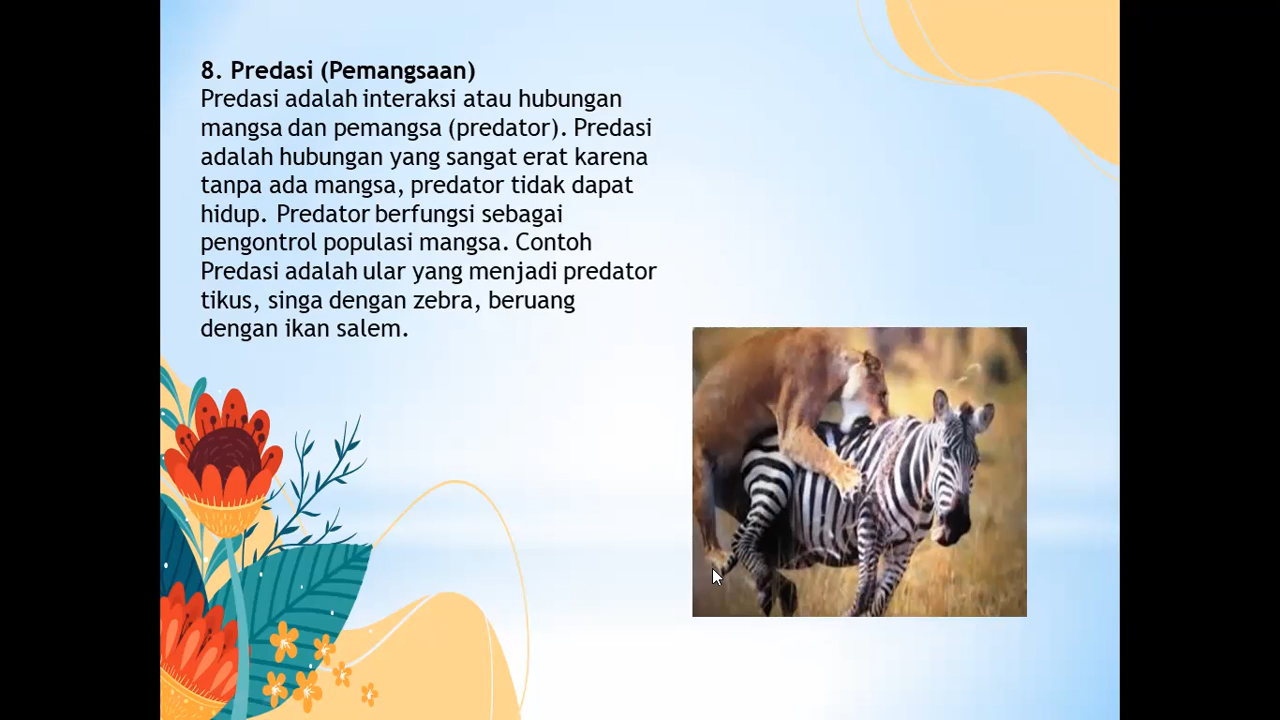 8. Predasi (Pemangsaan)
Predasi adalah interaksi atau hubungan
mangsa dan pemangsa (predator). Predasi
adalah hubungan yang sangat erat karena
tanpa ada mangsa, predator tidak dapat
hidup. Predator berfungsi sebagai
pengontrol populasi mangsa. Contoh
Predasi adalah ular yang menjadi predator
tikus, singa dengan zebra, beruang
dengan ikan salem.